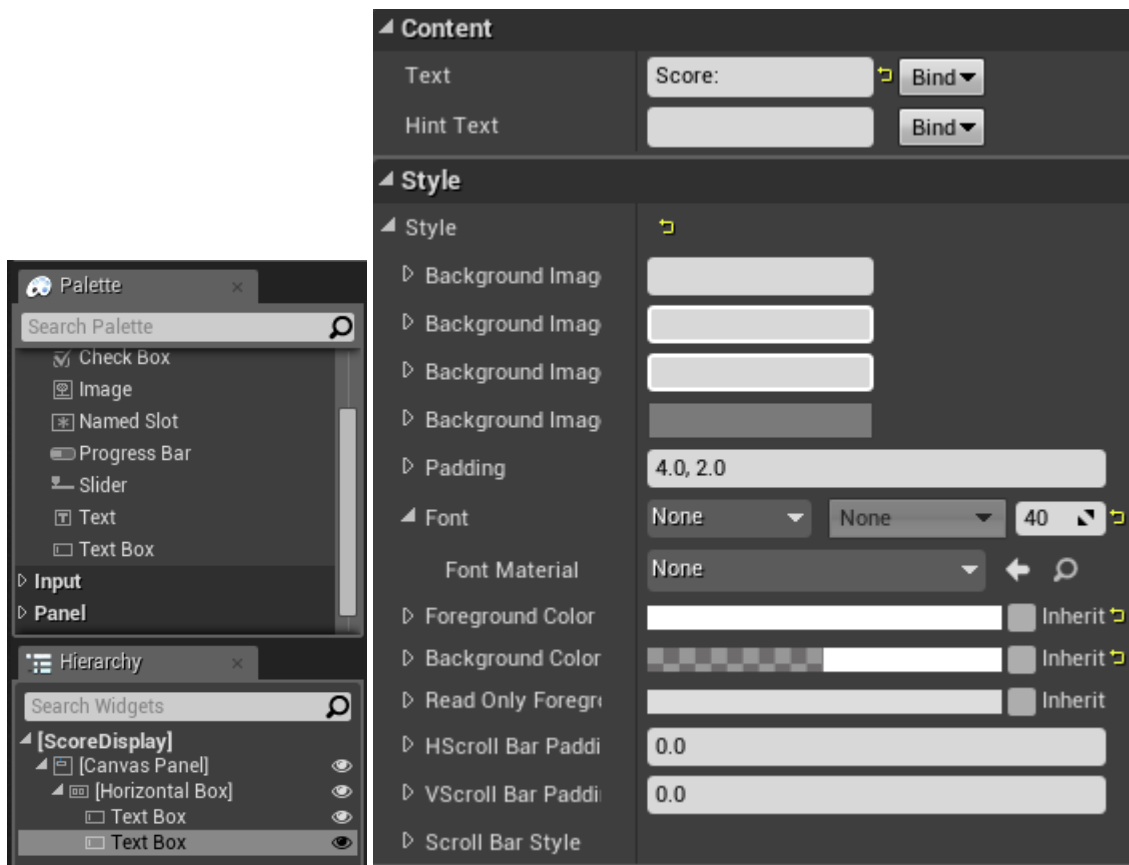 Palette
Search Palette
Check Box
Image
Named Slot
Progress Bar
Slider
Text
Text Box
Input
Panel
Hierarchy
Search Widgets
[ScoreDisplay]
[Canvas Panel]
[Horizontal Box]
Text Box
Text Box
Content
Text Score: Bind
Hint Text Bind
Style
Style
Background Imag
Background Imag
Background Imag
Background Imag
Padding 4.0, 2.0
Font None None 40
Font Material None
Foreground Color Inherit
Background Color Inherit
Read Only Foregr Inherit
HScroll Bar Paddi 0.0
VScroll Bar Paddi 0.0
Scroll Bar Style